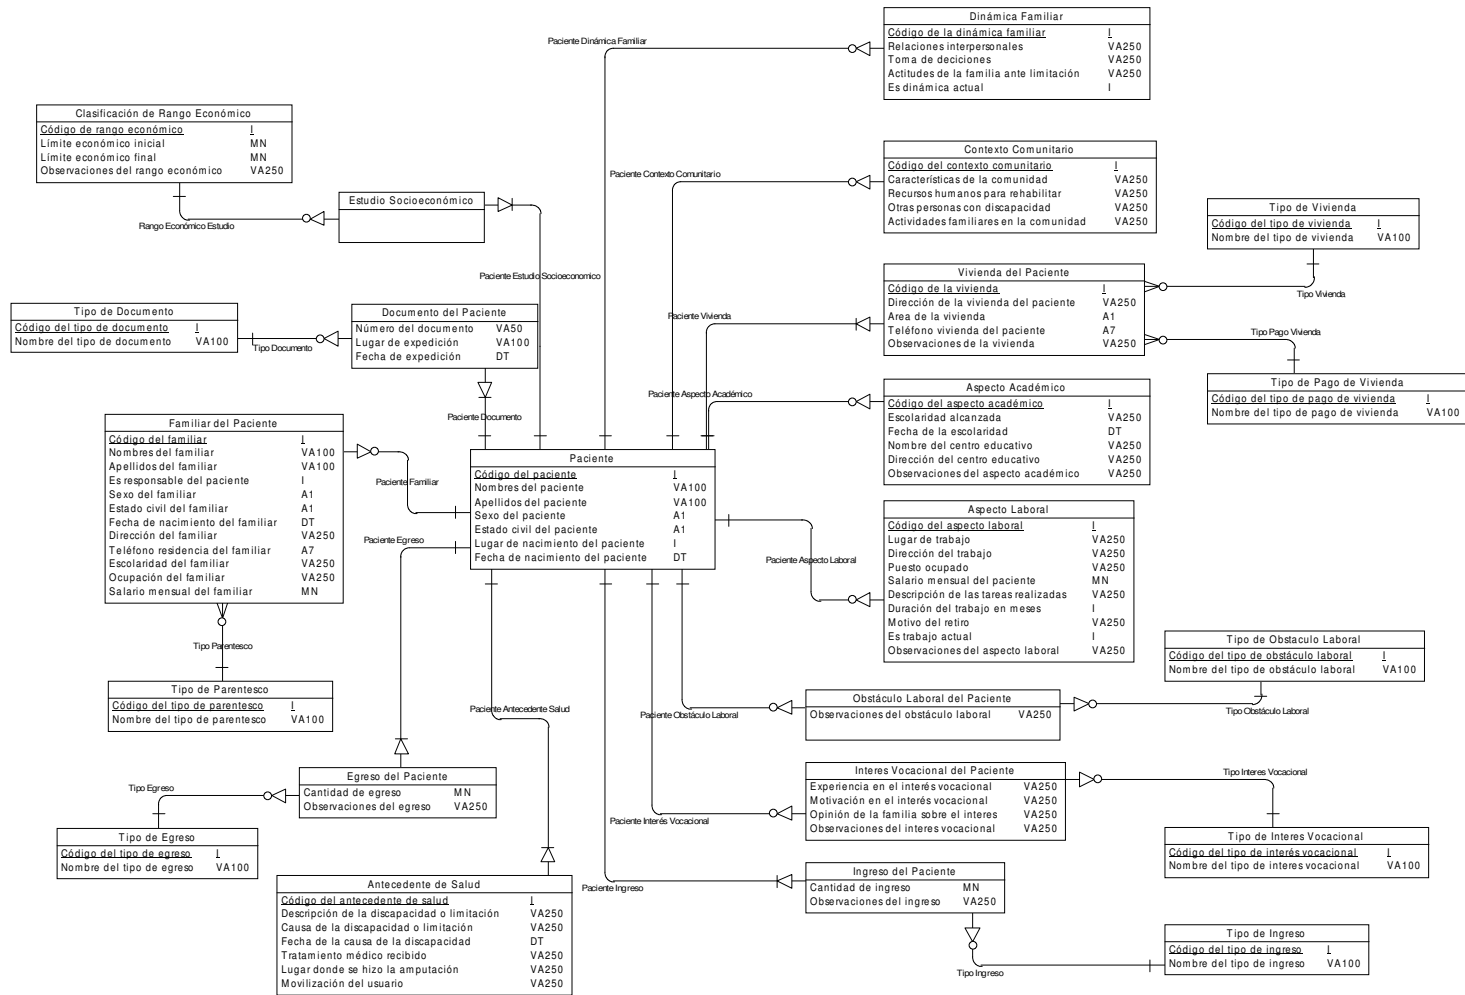 Dinámica Familiar
Código de la dinámica familiar I
Relaciones interpersonales VA250
Toma de deciciones VA250
Actitudes de la familia ante limitación VA250
Es dinámica actual I
Paciente Dinámica Familiar
Clasificación de Rango Económico
Código de rango económico I
Límite económico inicial MN
Límite económico final MN
Observaciones del rango económico VA250
Contexto Comunitario
Código del contexto comunitario I
Características de la comunidad VA250
Recursos humanos para rehabilitar VA250
Otras personas con discapacidad VA250
Actividades familiares en la comunidad VA250
Paciente Contexto Comunitario
Estudio Socioeconómico
Rango Económico Estudio
Paciente Estudio Socioeconomico
Tipo de Vivienda
Código del tipo de vivienda I
Nombre del tipo de vivienda VA100
Tipo Vivienda
Vivienda del Paciente
Código de la vivienda I
Dirección de la vivienda del paciente VA250
Area de la vivienda A1
Teléfono vivienda del paciente A7
Observaciones de la vivienda VA250
Paciente Vivienda
Tipo Pago Vivienda
Tipo de Pago de Vivienda
Código del tipo de pago de vivienda I
Nombre del tipo de pago de vivienda VA100
Tipo de Documento
Código del tipo de documento I
Nombre del tipo de documento VA100
Tipo Documento
Documento del Paciente
Número del documento VA50
Lugar de expedición VA100
Fecha de expedición DT
Paciente Documento
Paciente Aspecto Académico
Aspecto Académico
Código del aspecto académico I
Escolaridad alcanzada VA250
Fecha de la escolaridad DT
Nombre del centro educativo VA250
Dirección del centro educativo VA250
Observaciones del aspecto académico VA250
Familiar del Paciente
Código del familiar I
Nombres del familiar VA100
Apellidos del familiar VA100
Es responsable del paciente I
Sexo del familiar A1
Estado civil del familiar A1
Fecha de nacimiento del familiar DT
Dirección del familiar VA250
Teléfono residencia del familiar A7
Escolaridad del familiar VA250
Ocupación del familiar VA250
Salario mensual del familiar MN
Paciente Familiar
Paciente
Código del paciente I
Nombres del paciente VA100
Apellidos del paciente VA100
Sexo del paciente A1
Estado civil del paciente A1
Lugar de nacimiento del paciente I
Fecha de nacimiento del paciente DT
Paciente Egreso
Aspecto Laboral
Código del aspecto laboral I
Lugar de trabajo VA250
Dirección del trabajo VA250
Puesto ocupado VA250
Salario mensual del paciente MN
Descripción de las tareas realizadas VA250
Duración del trabajo en meses I
Motivo del retiro VA250
Es trabajo actual I
Observaciones del aspecto laboral VA250
Paciente Aspecto Laboral
Tipo Parentesco
Tipo de Parentesco
Código del tipo de parentesco I
Nombre del tipo de parentesco VA100
Tipo de Obstaculo Laboral
Código del tipo de obstáculo laboral I
Nombre del tipo de obstáculo laboral VA100
Tipo Obstáculo Laboral
Obstáculo Laboral del Paciente
Observaciones del obstáculo laboral VA250
Paciente Obstáculo Laboral
Paciente Antecedente Salud
Egreso del Paciente
Cantidad de egreso MN
Observaciones del egreso VA250
Tipo Egreso
Tipo de Egreso
Código del tipo de egreso I
Nombre del tipo de egreso VA100
Interes Vocacional del Paciente
Experiencia en el interés vocacional VA250
Motivación en el interés vocacional VA250
Opinión de la familia sobre el interes VA250
Observaciones del interes vocacional VA250
Paciente Interés Vocacional
Tipo Interes Vocacional
Tipo de Interes Vocacional
Código del tipo de interés vocacional I
Nombre del tipo de interes vocacional VA100
Antecedente de Salud
Código del antecedente de salud I
Descripción de la discapacidad o limitación VA250
Causa de la discapacidad o limitación VA250
Fecha de la causa de la discapacidad DT
Tratamiento médico recibido VA250
Lugar donde se hizo la amputación VA250
Movilización del usuario VA250
Paciente Ingreso
Ingreso del Paciente
Cantidad de ingreso MN
Observaciones del ingreso VA250
Tipo Ingreso
Tipo de Ingreso
Código del tipo de ingreso I
Nombre del tipo de ingreso VA100